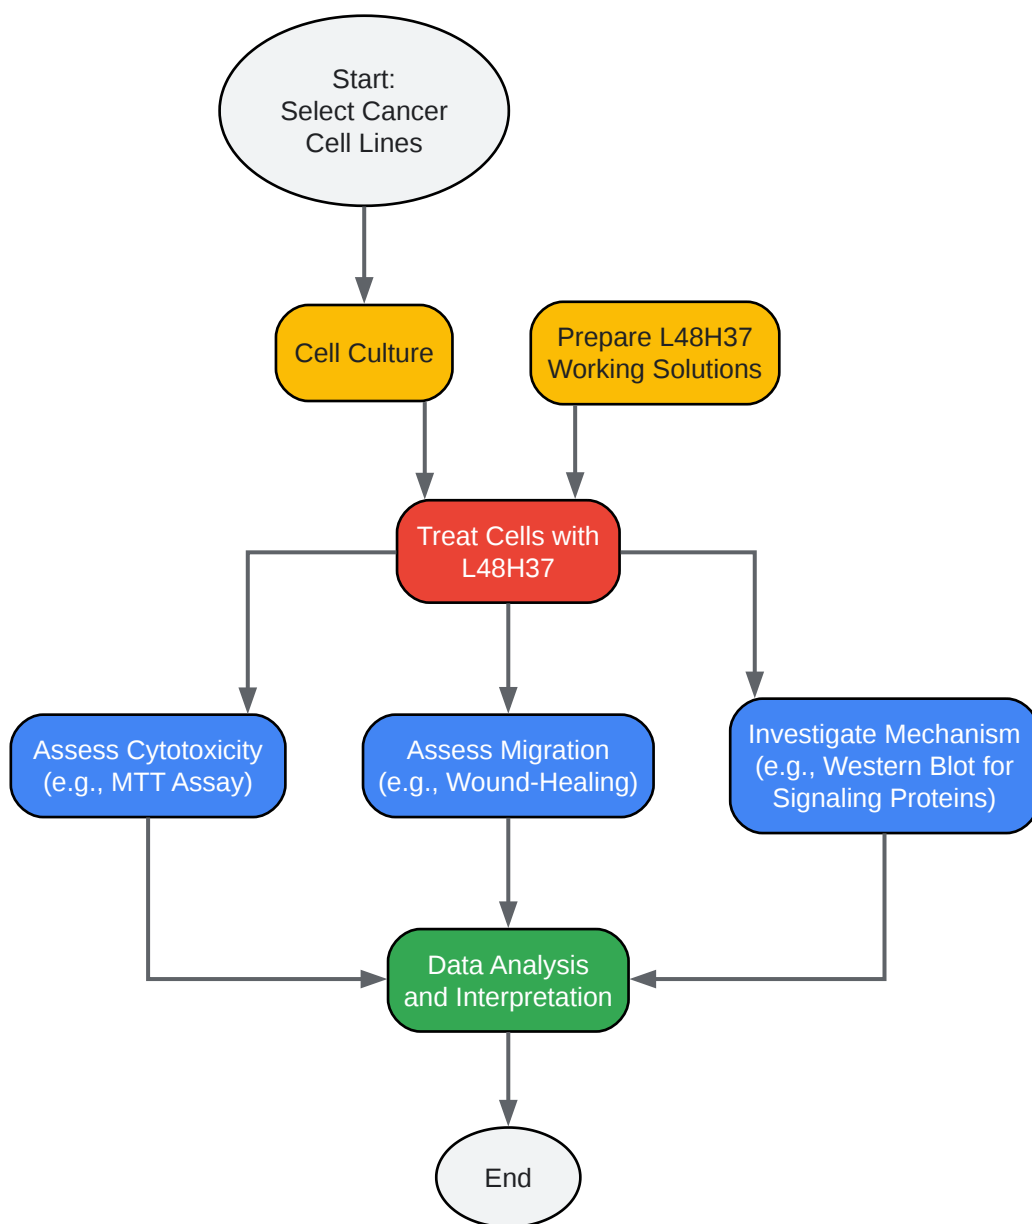 Start:
Select Cancer
Cell Lines
Cell Culture
Prepare L48H37
Working Solutions
Treat Cells with
L48H37
Assess Cytotoxicity
(e.g., MTT Assay)
Assess Migration
(e.g., Wound-Healing)
Investigate Mechanism
(e.g., Western Blot for
Signaling Proteins)
Data Analysis
and Interpretation
End